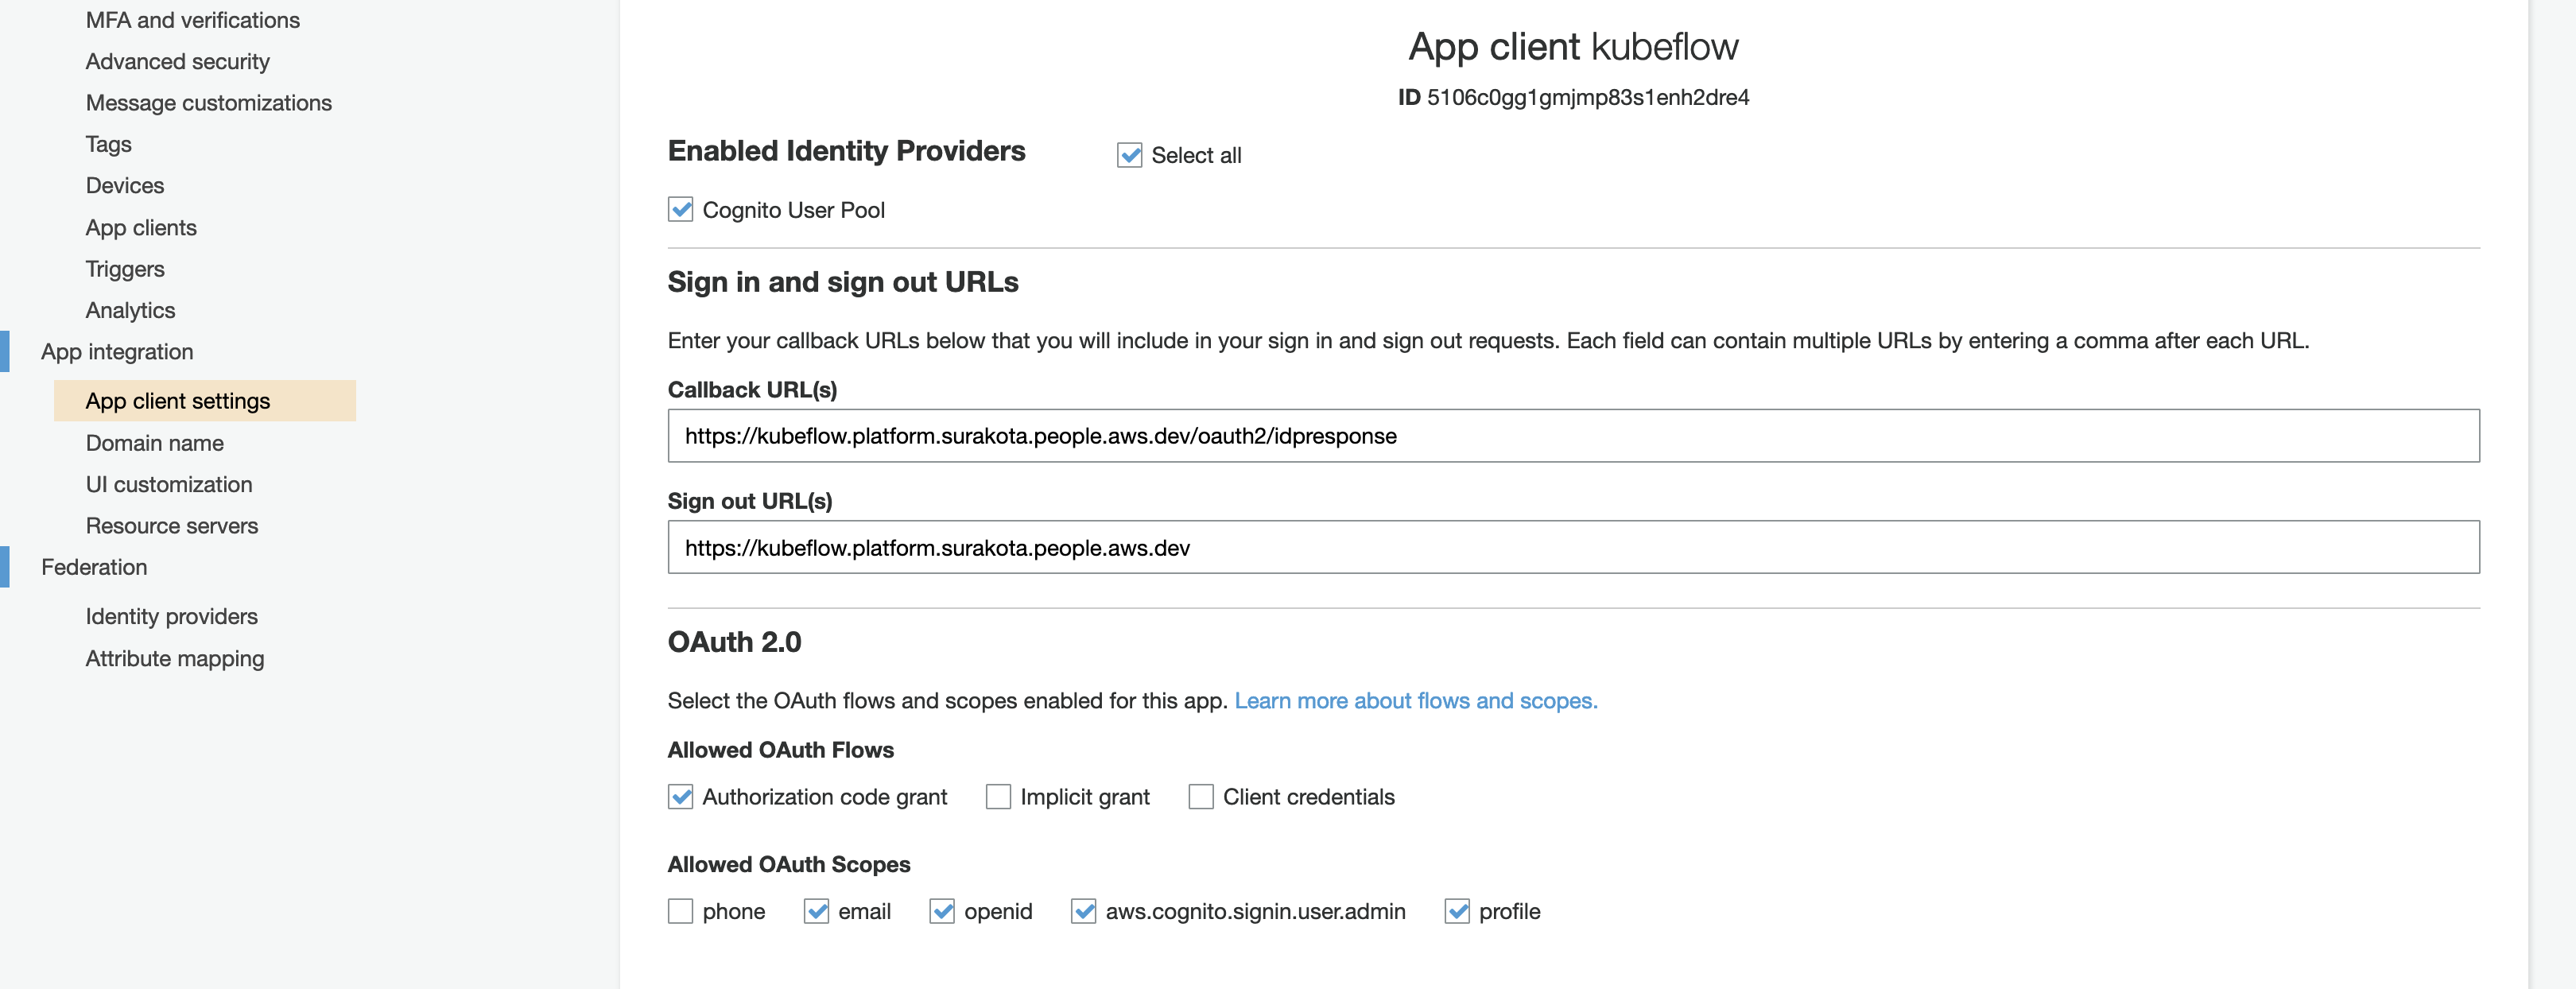 MFA and verifications
Advanced security
Message customizations
Tags
Devices
App clients
Triggers
Analytics
App integration
App client settings
Domain name
UI customization
Resource servers
Federation
Identity providers
Attribute mapping
App client kubeflow
ID 5106c0gg1gmjmp83s1enh2dre4
Enabled Identity Providers
Select all
Cognito User Pool
Sign in and sign out URLs
Enter your callback URLs below that you will include in your sign in and sign out requests. Each field can contain multiple URLs by entering a comma after each URL.
Callback URL(s)
https://kubeflow.platform.surakota.people.aws.dev/oauth2/idpresponse
Sign out URL(s)
https://kubeflow.platform.surakota.people.aws.dev
OAuth 2.0
Select the OAuth flows and scopes enabled for this app. Learn more about flows and scopes.
Allowed OAuth Flows
Authorization code grant Implicit grant Client credentials
Allowed OAuth Scopes
phone email openid aws.cognito.signin.user.admin profile